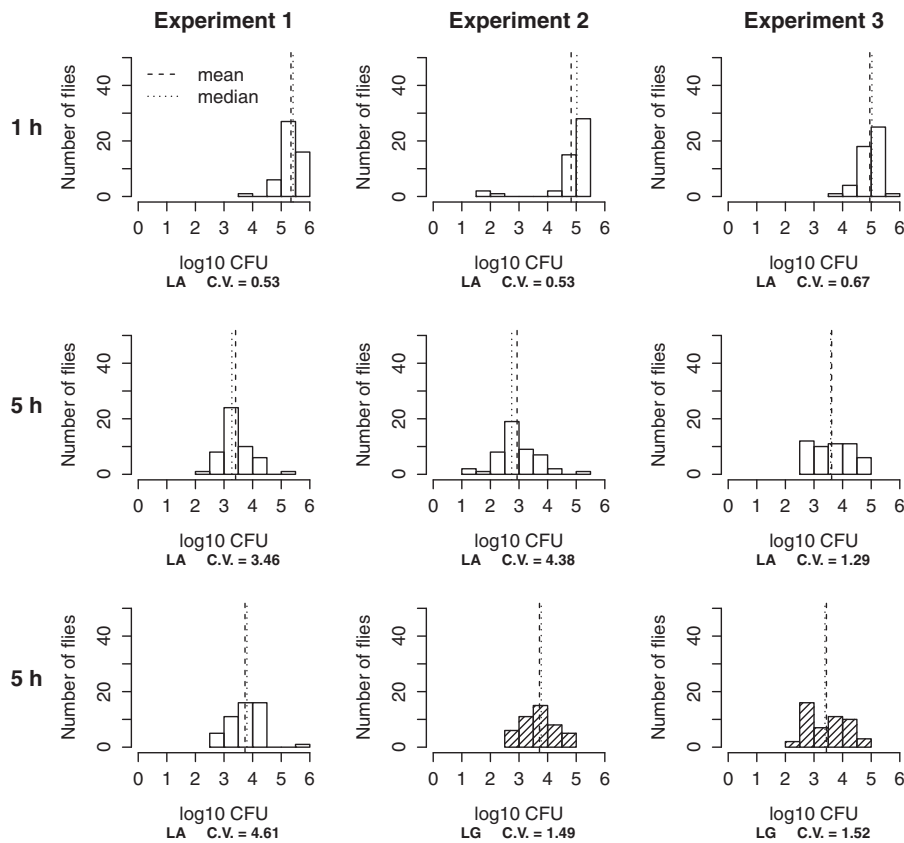 Experiment 1 Experiment 2 Experiment 3
1 h
Number of flies
0 20 40
mean
median
0 1 2 3 4 5 6
log10 CFU
LA C.V. = 0.53
Number of flies
0 20 40
0 1 2 3 4 5 6
log10 CFU
LA C.V. = 0.53
Number of flies
0 20 40
0 1 2 3 4 5 6
log10 CFU
LA C.V. = 0.67
5 h
Number of flies
0 20 40
0 1 2 3 4 5 6
log10 CFU
LA C.V. = 3.46
Number of flies
0 20 40
0 1 2 3 4 5 6
log10 CFU
LA C.V. = 4.38
Number of flies
0 20 40
0 1 2 3 4 5 6
log10 CFU
LA C.V. = 1.29
5 h
Number of flies
0 20 40
0 1 2 3 4 5 6
log10 CFU
LA C.V. = 4.61
Number of flies
0 20 40
0 1 2 3 4 5 6
log10 CFU
LG C.V. = 1.49
Number of flies
0 20 40
0 1 2 3 4 5 6
log10 CFU
LG C.V. = 1.52